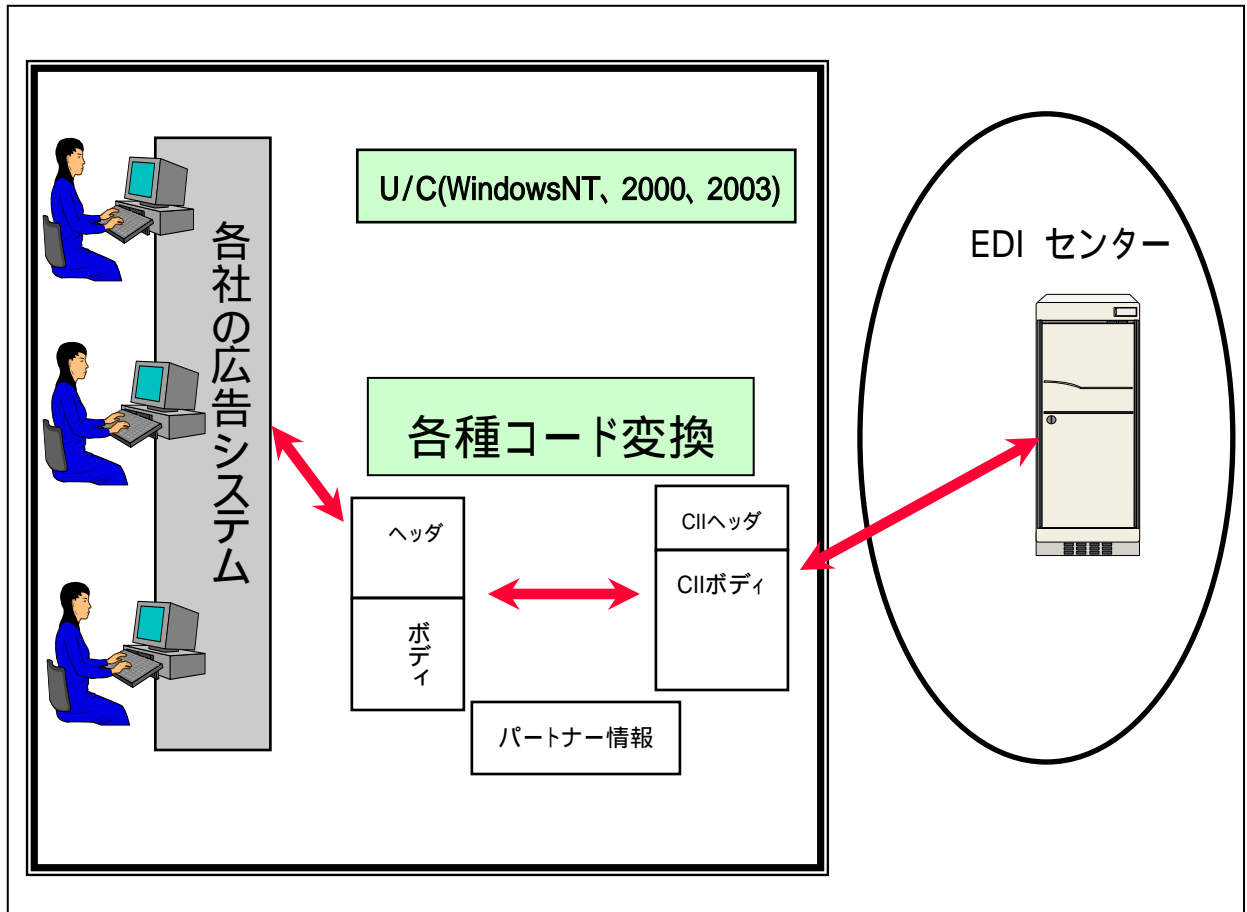 各社の広告システム
U/C(WindowsNT、2000、2003)
EDI センター
各種コード変換
ヘッダ
ボディ
CIIヘッダ
CIIボディ
パートナー情報